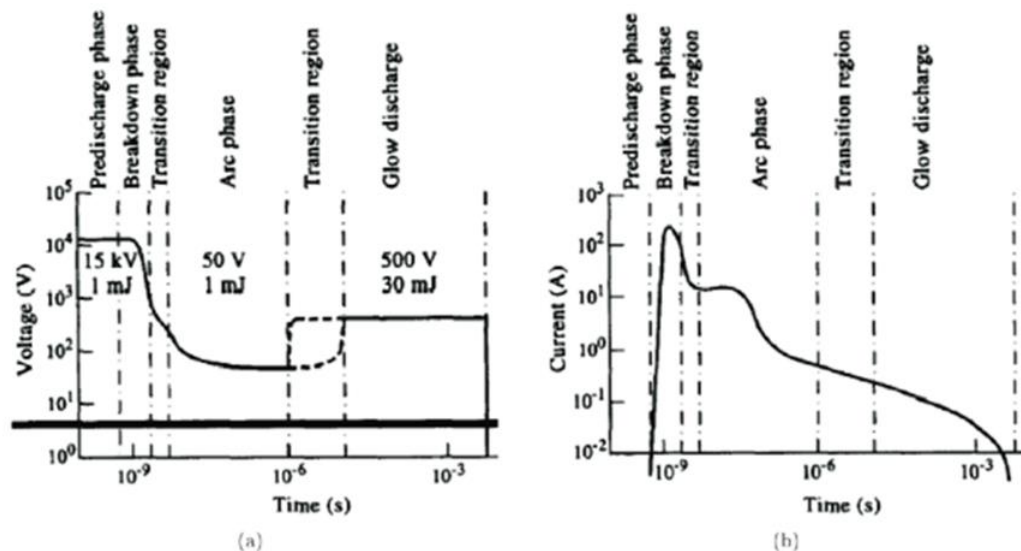 Predischarge phase
Breakdown phase
Transition region
Arc phase
Transition region
Glow discharge
10^5
10^4
10^3
10^2
10^1
10^0
Voltage (V)
15 kV
1 mJ
50 V
1 mJ
500 V
30 mJ
10^-9
10^-6
10^-3
Time (s)
(a)
Predischarge phase
Breakdown phase
Transition region
Arc phase
Transition region
Glow discharge
10^3
10^2
10^1
10^0
10^-1
10^-2
Current (A)
10^-9
10^-6
10^-3
Time (s)
(b)